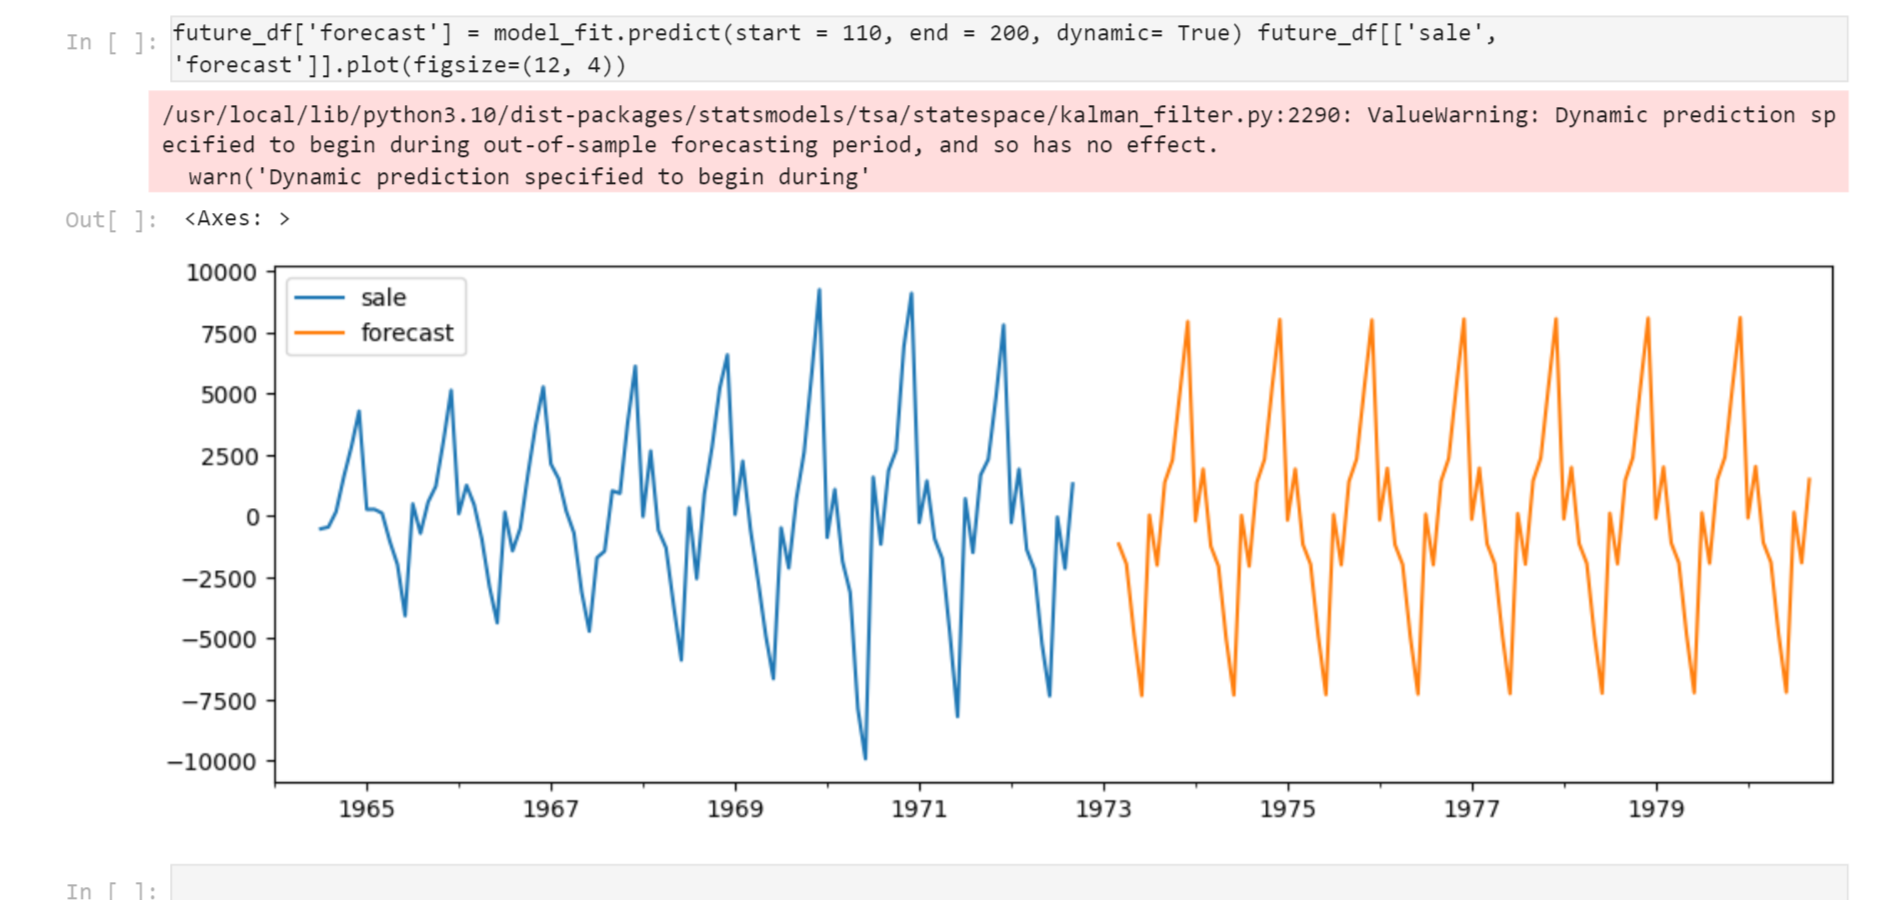 In [ ]: future_df['forecast'] = model_fit.predict(start = 110, end = 200, dynamic= True) future_df[['sale',
'forecast']].plot(figsize=(12, 4))
/usr/local/lib/python3.10/dist-packages/statsmodels/tsa/statespace/kalman_filter.py:2290: ValueWarning: Dynamic prediction sp
ecified to begin during out-of-sample forecasting period, and so has no effect.
  warn('Dynamic prediction specified to begin during'
Out[ ]: <Axes: >
10000
sale
7500
forecast
5000
2500
0
−2500
−5000
−7500
−10000
1965 1967 1969 1971 1973 1975 1977 1979
In [ ]: